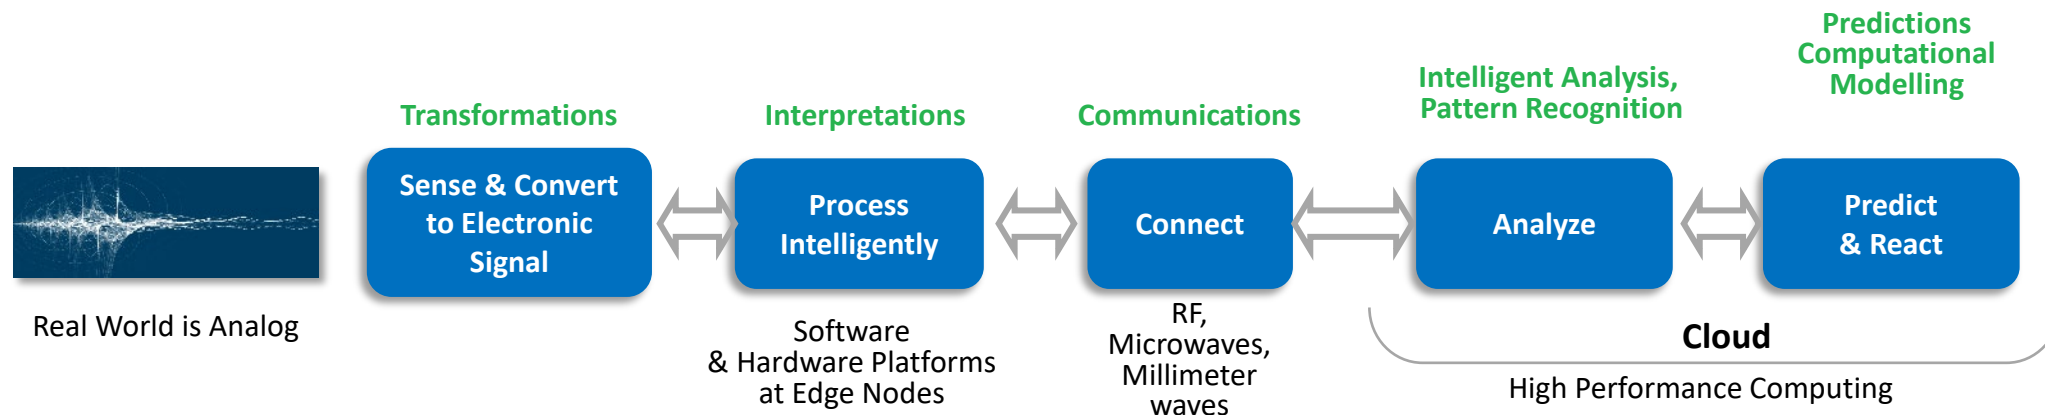 Real World is Analog
Transformations
Sense & Convert
to Electronic
Signal
Interpretations
Process
Intelligently
Software
& Hardware Platforms
at Edge Nodes
Communications
Connect
RF,
Microwaves,
Millimeter
waves
Intelligent Analysis,
Pattern Recognition
Analyze
Predictions
Computational
Modelling
Predict
& React
Cloud
High Performance Computing